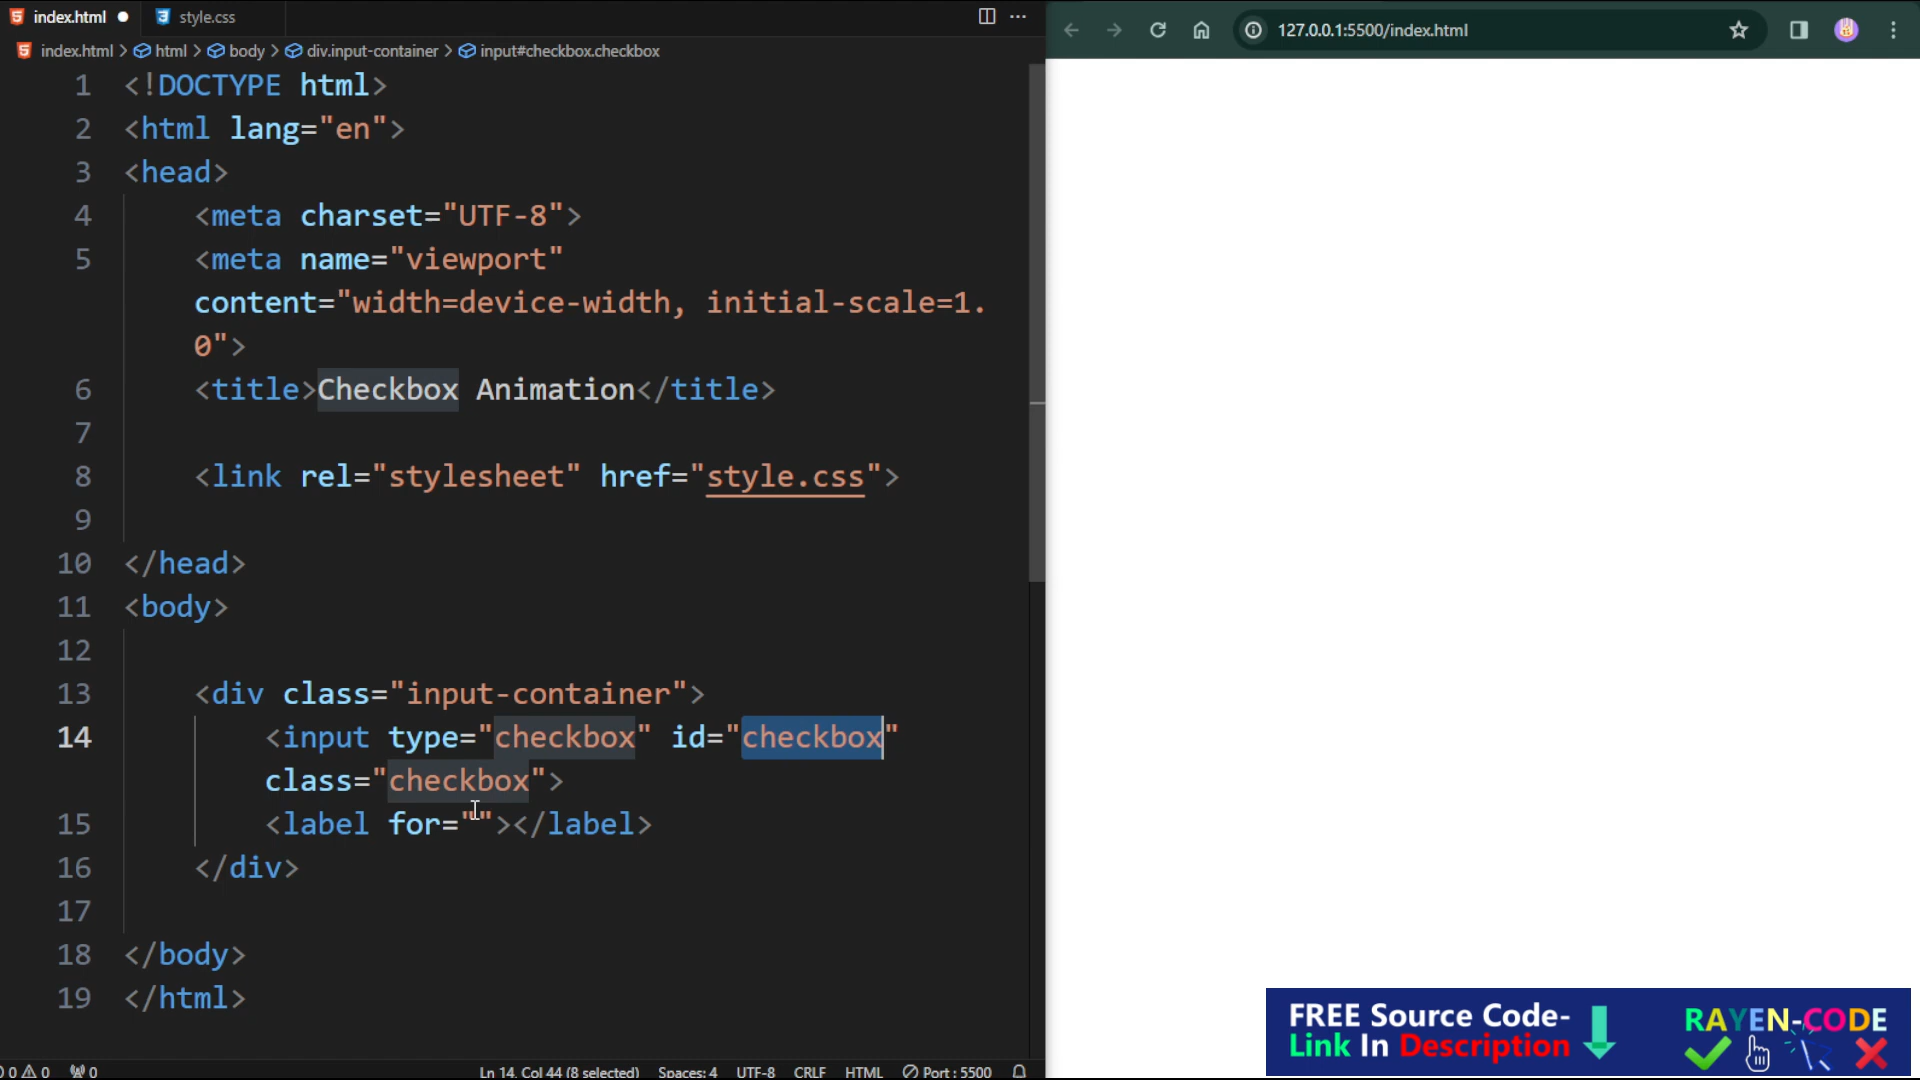 index.html
style.css
index.html > html > body > div.input-container > input#checkbox.checkbox
127.0.0.1:5500/index.html
1 <!DOCTYPE html>
2 <html lang="en">
3 <head>
4 <meta charset="UTF-8">
5 <meta name="viewport"
content="width=device-width, initial-scale=1.
0">
6 <title>Checkbox Animation</title>
7
8 <link rel="stylesheet" href="style.css">
9
10 </head>
11 <body>
12
13 <div class="input-container">
14 <input type="checkbox" id="checkbox"
class="checkbox">
15 <label for=""></label>
16 </div>
17
18 </body>
19 </html>
FREE Source Code-
Link In Description
RAYEN-CODE
0 0 0 Ln 14, Col 44 (8 selected) Spaces: 4 UTF-8 CRLF HTML Port : 5500